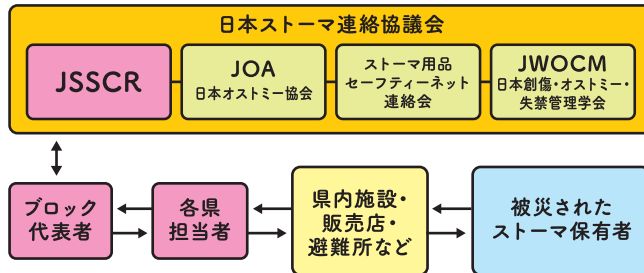 日本ストーマ連絡協議会
JSSCR
JOA
日本オストミー協会
ストーマ用品
セーフティーネット
連絡会
JWOCM
日本創傷・オストミー・
失禁管理学会
ブロック
代表者
各県
担当者
県内施設・
販売店・
避難所など
被災された
ストーマ保有者